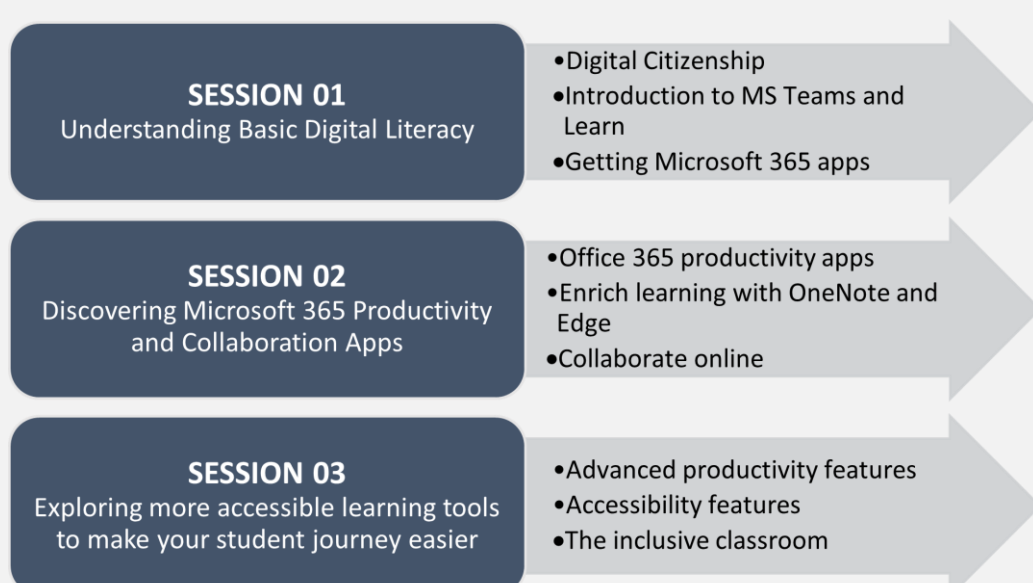 SESSION 01
Understanding Basic Digital Literacy
•Digital Citizenship
•Introduction to MS Teams and
Learn
•Getting Microsoft 365 apps
SESSION 02
Discovering Microsoft 365 Productivity
and Collaboration Apps
•Office 365 productivity apps
•Enrich learning with OneNote and
Edge
•Collaborate online
SESSION 03
Exploring more accessible learning tools
to make your student journey easier
•Advanced productivity features
•Accessibility features
•The inclusive classroom